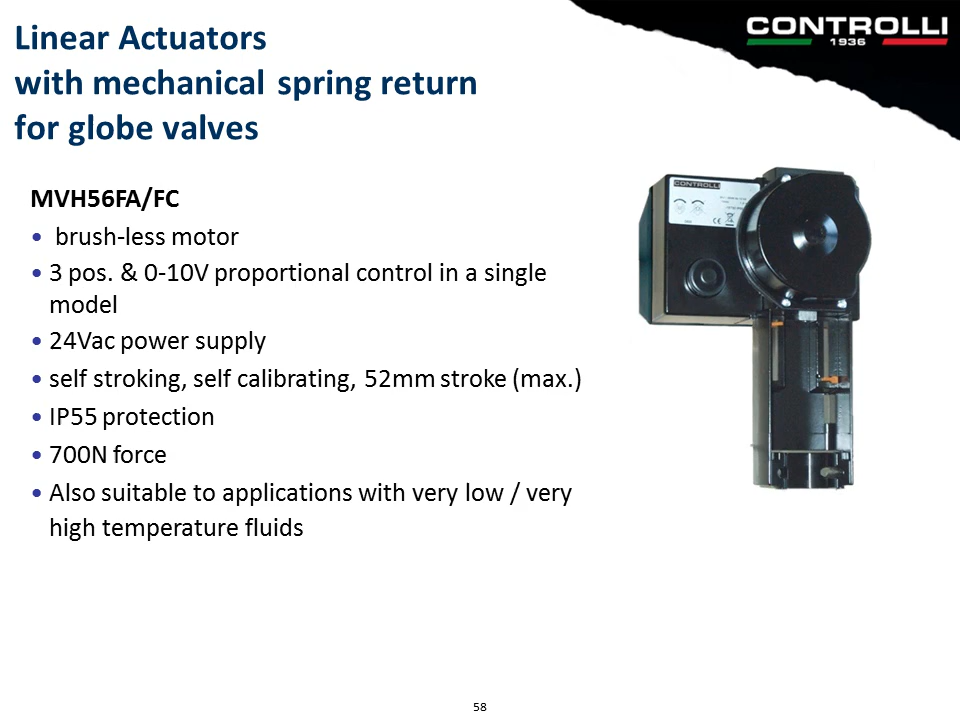 Linear Actuators
with mechanical spring return
for globe valves
CONTROLLI
1936
MVH56FA/FC
• brush-less motor
• 3 pos. & 0-10V proportional control in a single
model
• 24Vac power supply
• self stroking, self calibrating, 52mm stroke (max.)
• IP55 protection
• 700N force
• Also suitable to applications with very low / very
high temperature fluids
CONTROLLI
CE
58